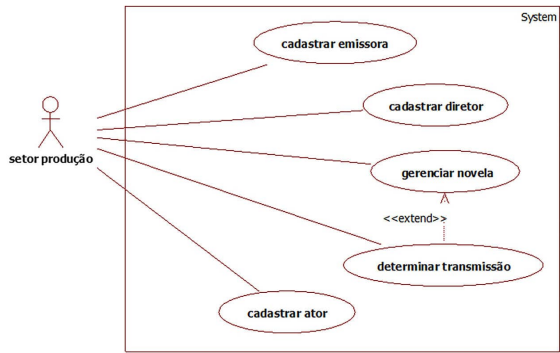 System
cadastrar emissora
cadastrar diretor
setor produção
gerenciar novela
<<extend>>
determinar transmissão
cadastrar ator